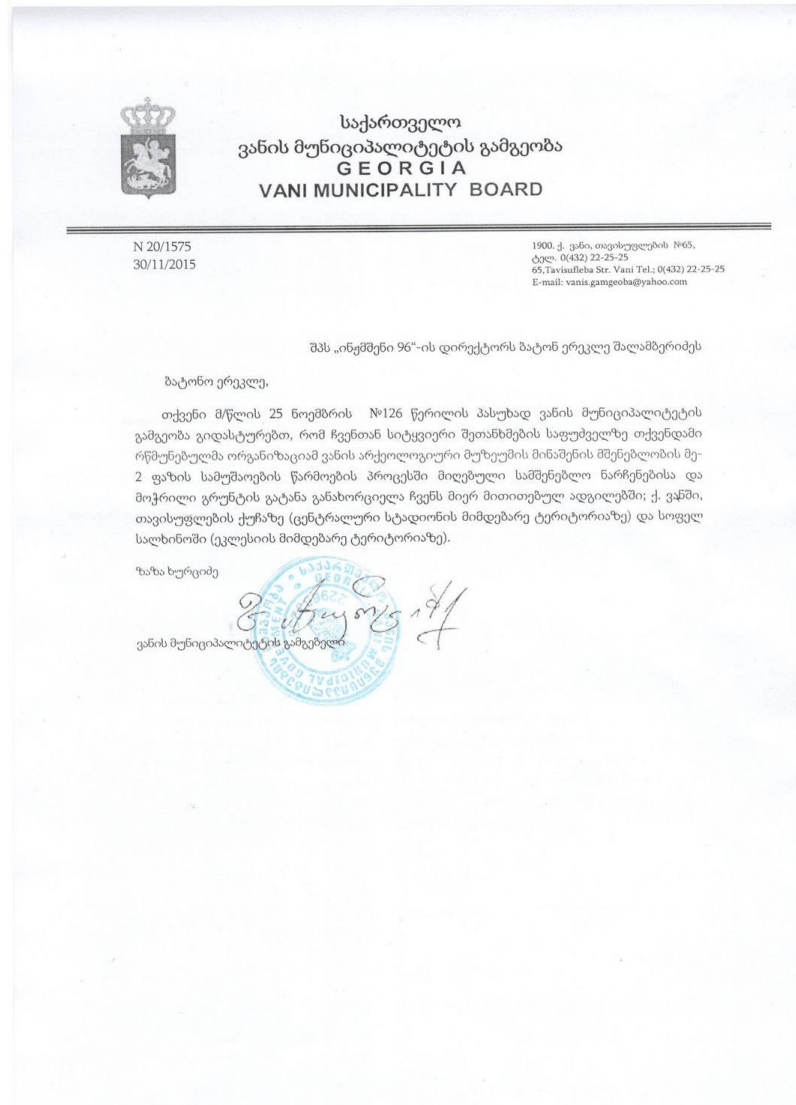 საქართველო
ვანის მუნიციპალიტეტის გამგეობა
GEORGIA
VANI MUNICIPALITY BOARD
N 20/1575
30/11/2015
1900. ქ. ვანი, თავისუფლების №65,
ტელ. 0(432) 22-25-25
65,Tavisufleba Str. Vani Tel.; 0(432) 22-25-25
E-mail: vanis.gamgeoba@yahoo.com
შპს „ინჟმშენი 96“-ის დირექტორს ბატონ ერეკლე შალამბერიძეს
ბატონო ერეკლე,
თქვენი მ/წლის 25 ნოემბრის №126 წერილის პასუხად ვანის მუნიციპალიტეტის
გამგეობა გიდასტურებთ, რომ ჩვენთან სიტყვიერი შეთანხმების საფუძველზე თქვენდამი
რწმუნებულმა ორგანიზაციამ ვანის არქეოლოგიური მუზეუმის მინაშენის მშენებლობის მე-
2 ფაზის სამუშაოების წარმოების პროცესში მიღებული სამშენებლო ნარჩენებისა და
მოჭრილი გრუნტის გატანა განახორციელა ჩვენს მიერ მითითებულ ადგილებში; ქ. ვანში,
თავისუფლების ქუჩაზე (ცენტრალური სტადიონის მიმდებარე ტერიტორიაზე) და სოფელ
სალხინოში (ეკლესიის მიმდებარე ტერიტორიაზე).
ზაზა ხურციძე
ვანის მუნიციპალიტეტის გამგებელი